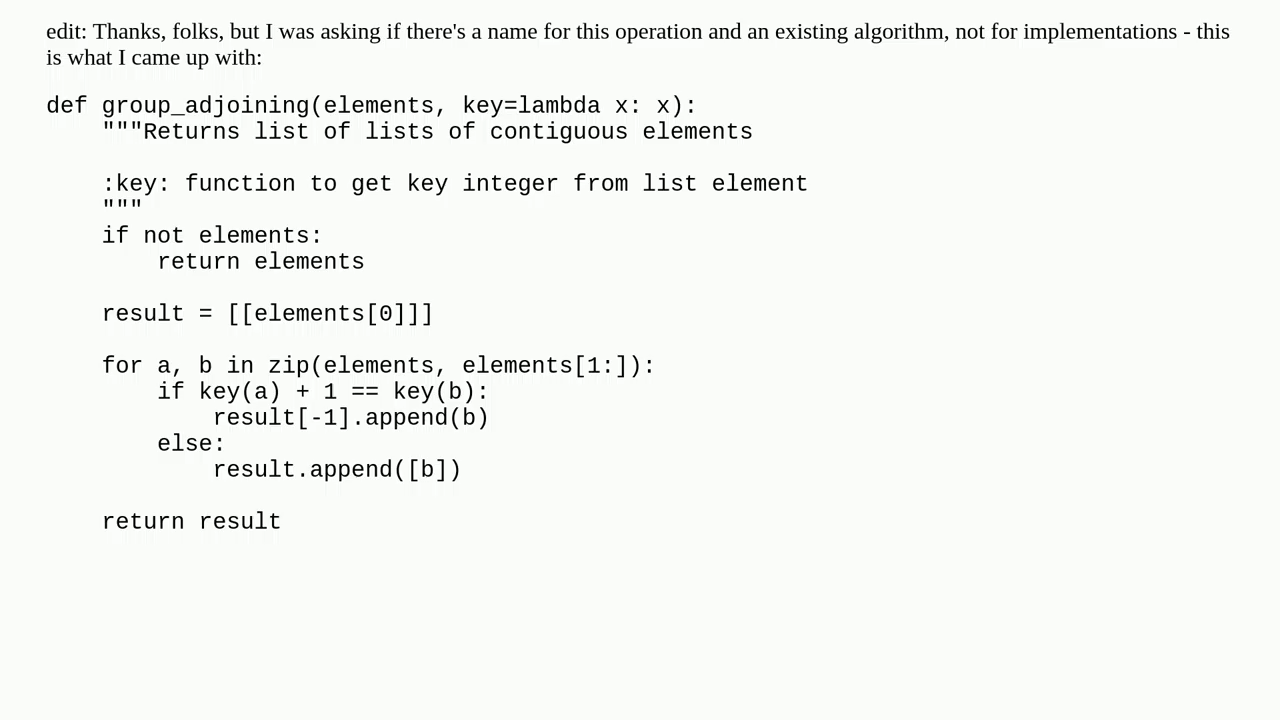 edit: Thanks, folks, but I was asking if there's a name for this operation and an existing algorithm, not for implementations - this
is what I came up with:
def group_adjoining(elements, key=lambda x: x):
    """Returns list of lists of contiguous elements
    :key: function to get key integer from list element
    """
    if not elements:
        return elements
    result = [[elements[0]]]
    for a, b in zip(elements, elements[1:]):
        if key(a) + 1 == key(b):
            result[-1].append(b)
        else:
            result.append([b])
    return result